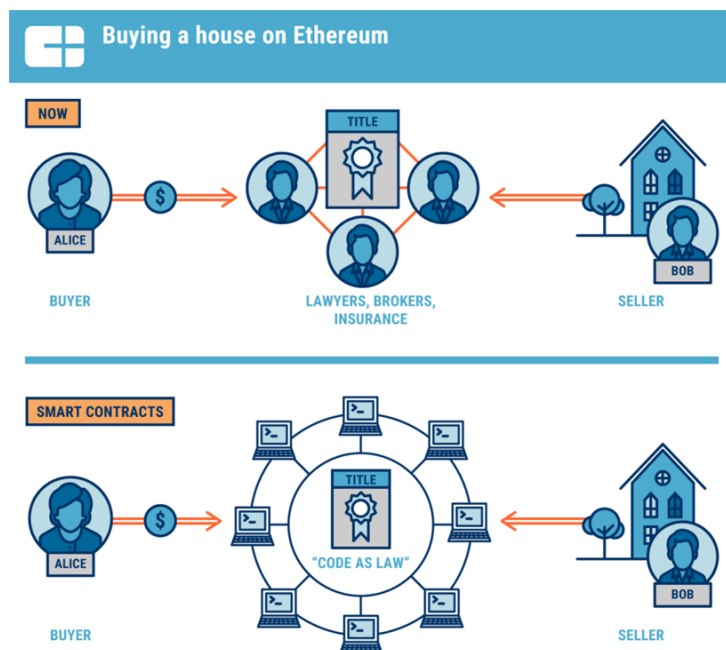 Buying a house on Ethereum
NOW
TITLE
$
ALICE
BOB
BUYER
LAWYERS, BROKERS,
INSURANCE
SELLER
SMART CONTRACTS
TITLE
$
"CODE AS LAW"
ALICE
BOB
BUYER
SELLER